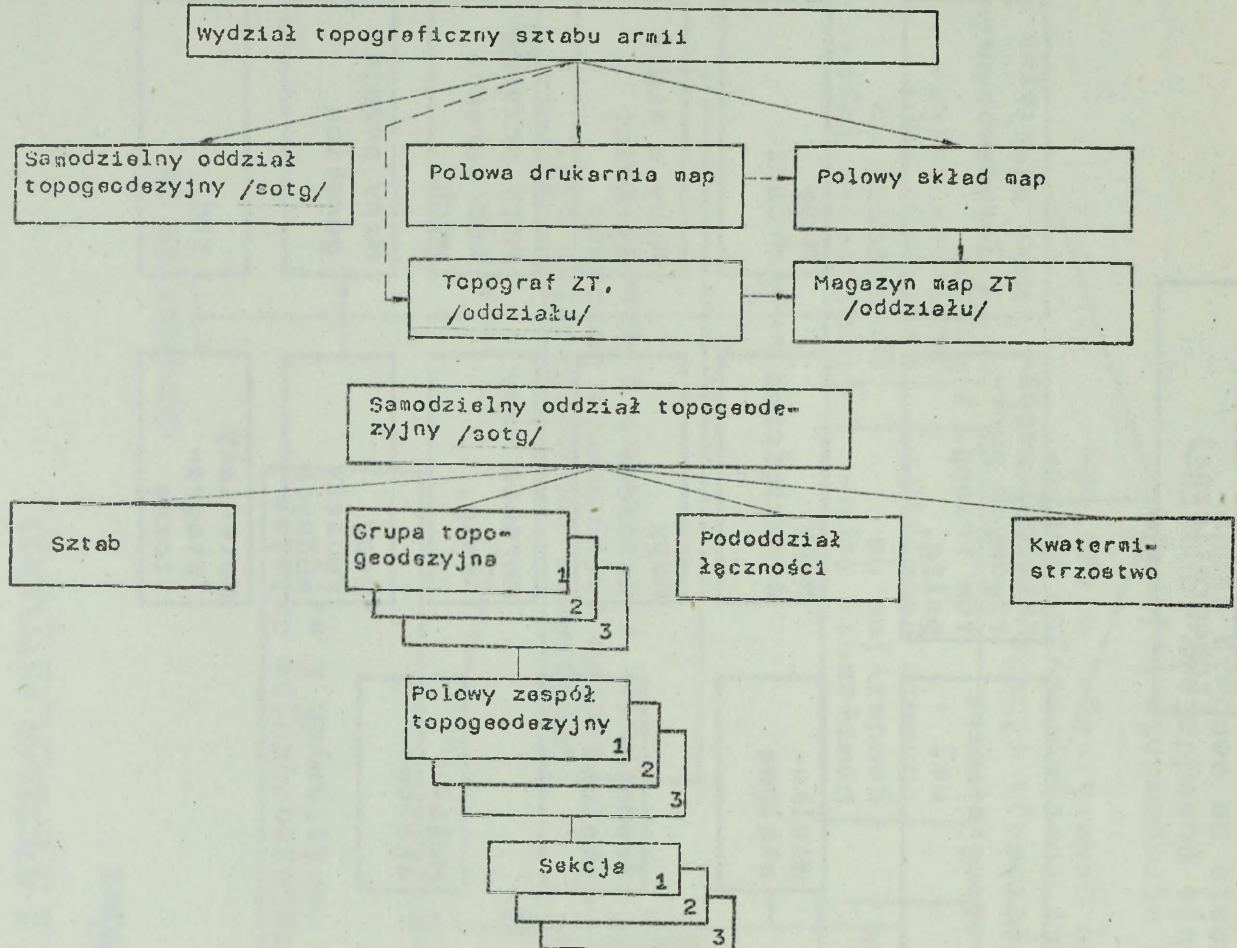 Wydział topograficzny sztabu armii
Samodzielny oddział
topogeodezyjny /sotg/
Polowa drukarnia map
Polowy skład map
Topograf ZT,
/oddziału/
Magazyn map ZT
/oddziału/
Samodzielny oddział topogeode-
zyjny /sotg/
Sztab
Grupa topo-
geodezyjna
1
2
3
Pododdział
łączności
Kwatermi-
strzostwo
Polowy zespół
topogeodezyjny
1
2
3
Sekcja
1
2
3